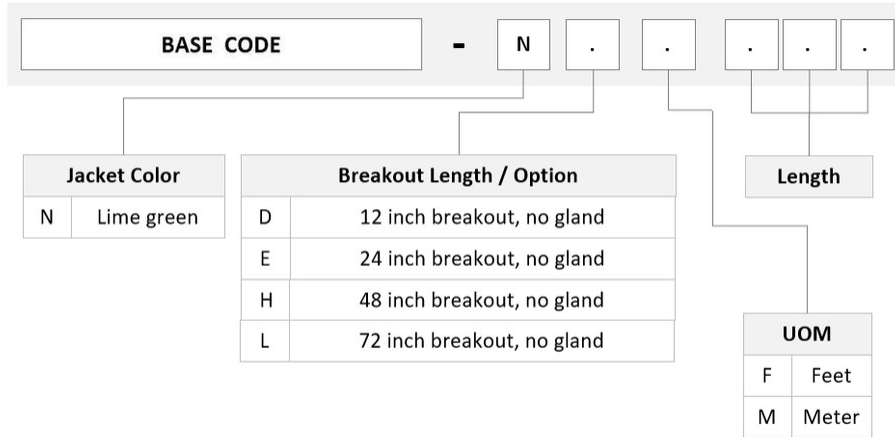 BASE CODE - N . . . . .
Jacket Color
N Lime green
Breakout Length / Option
D 12 inch breakout, no gland
E 24 inch breakout, no gland
H 48 inch breakout, no gland
L 72 inch breakout, no gland
Length
UOM
F Feet
M Meter